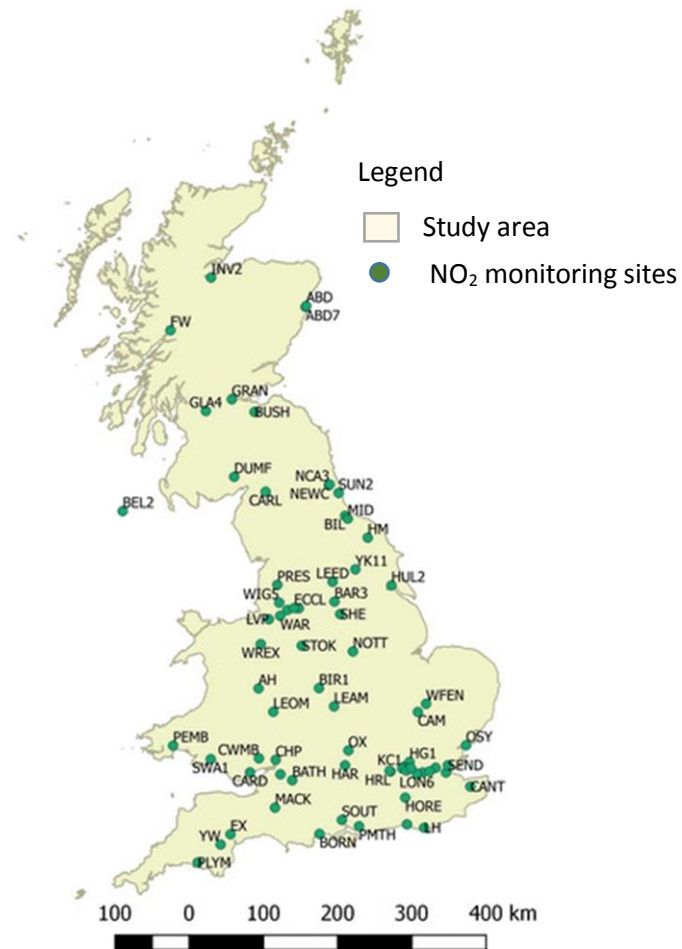 Legend
Study area
NO₂ monitoring sites
INV2
ABD
ABD7
FW
GRAN
GLA4
BUSH
DUMF
NCA3
SUN2
CARL
NEWC
BEL2
MID
BIL
HM
YK11
PRES
LEED
HUL2
WIG5
ECCL
BAR3
LVP
WAR
SHE
WREX
STOK
NOTT
AH
BIR1
LEOM
LEAM
WFEN
CAM
PEMB
CWMB
CHP
OX
OSY
SWA1
KC1
HG1
SEND
CARD
BATH
HAR
HRL
LON6
CANT
MACK
HORE
SOUT
YW
EX
BORN
PMTH
LH
PLYM
100 0 100 200 300 400 km